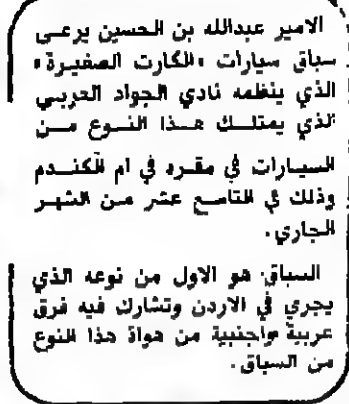 الامير عبدالله بن الحسين يرعى
سباق سيارات «الكارت الصغيرة»
الذي ينظمه نادي الجواد العربي
الذي يمتلك هذا النوع من
السيارات في مقره في ام الكندم
وذلك في التاسع عشر من الشهر
الجاري.
السباق هو الاول من نوعه الذي
يجري في الاردن وتشارك فيه فرق
عربية واجنبية من هواة هذا النوع
من السباق.